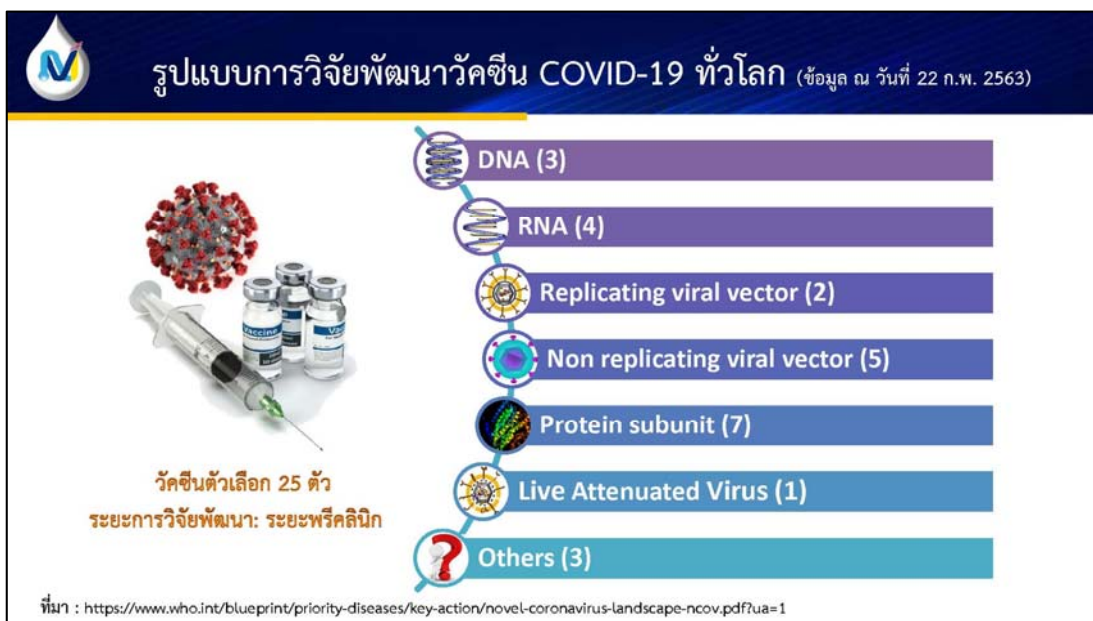 รูปแบบการวิจัยพัฒนาวัคซีน COVID-19 ทั่วโลก (ข้อมูล ณ วันที่ 22 ก.พ. 2563)
DNA (3)
RNA (4)
Replicating viral vector (2)
Non replicating viral vector (5)
Protein subunit (7)
Live Attenuated Virus (1)
Others (3)
Vaccine
วัคซีนตัวเลือก 25 ตัว
ระยะการวิจัยพัฒนา: ระยะพรีคลินิก
ที่มา : https://www.who.int/blueprint/priority-diseases/key-action/novel-coronavirus-landscape-ncov.pdf?ua=1